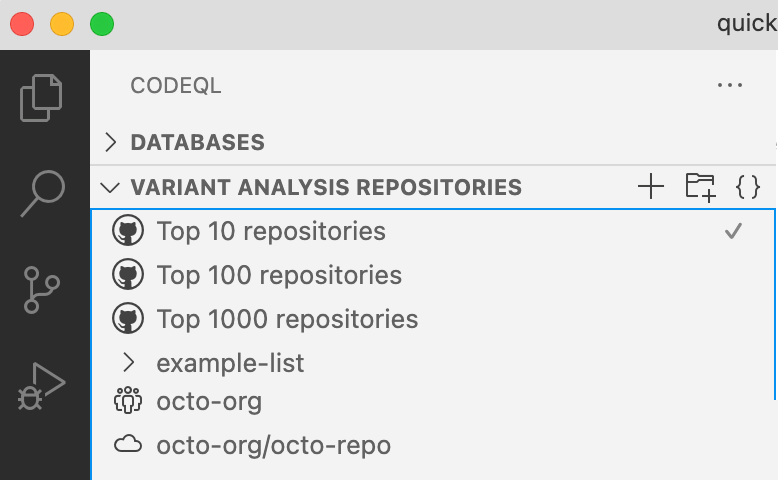 quick
CODEQL
DATABASES
VARIANT ANALYSIS REPOSITORIES
Top 10 repositories
Top 100 repositories
Top 1000 repositories
example-list
octo-org
octo-org/octo-repo